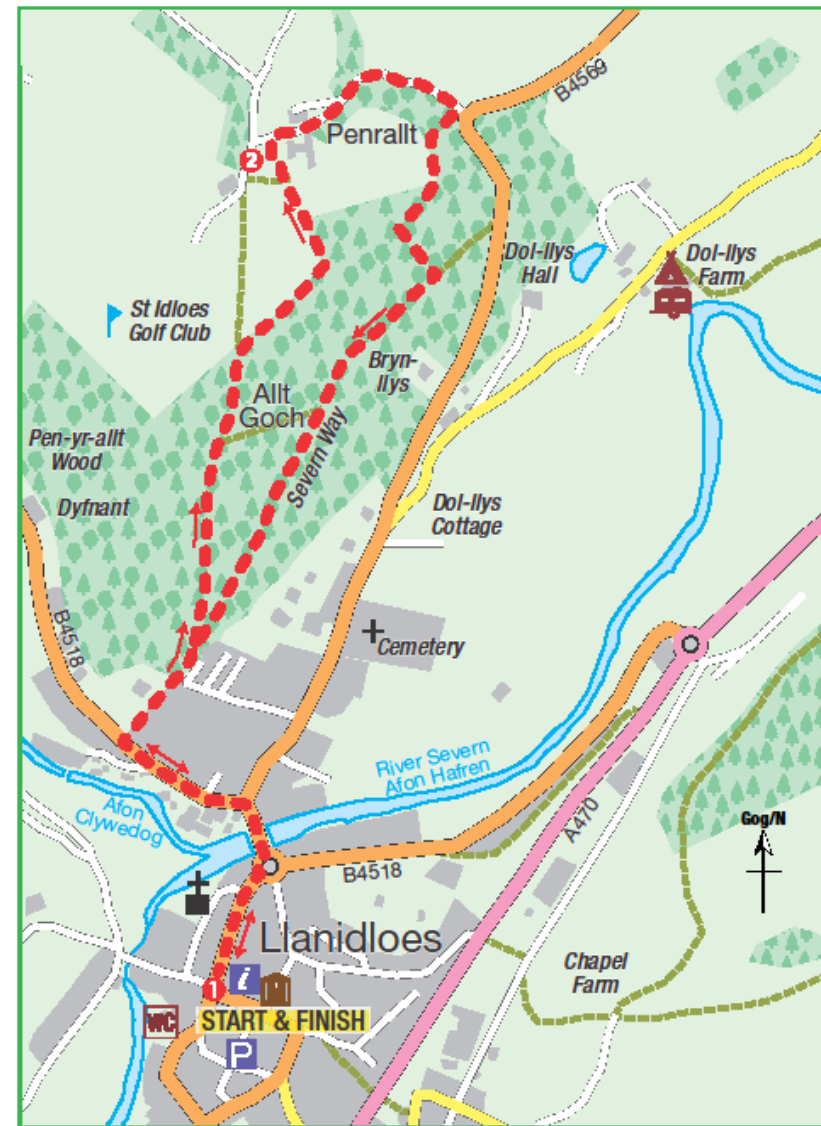 B4569
Penrallt
2
Dol-llys
Hall
Dol-llys
Farm
St Idloes
Golf Club
Bryn-
llys
Allt
Goch
Severn Way
Pen-yr-allt
Wood
Dyfnant
Dol-llys
Cottage
B4518
Cemetery
River Severn
Afon Hafren
Afon
Clywedog
A470
Gog/N
B4518
Llanidloes
Chapel
Farm
1
i
WC
START & FINISH
P